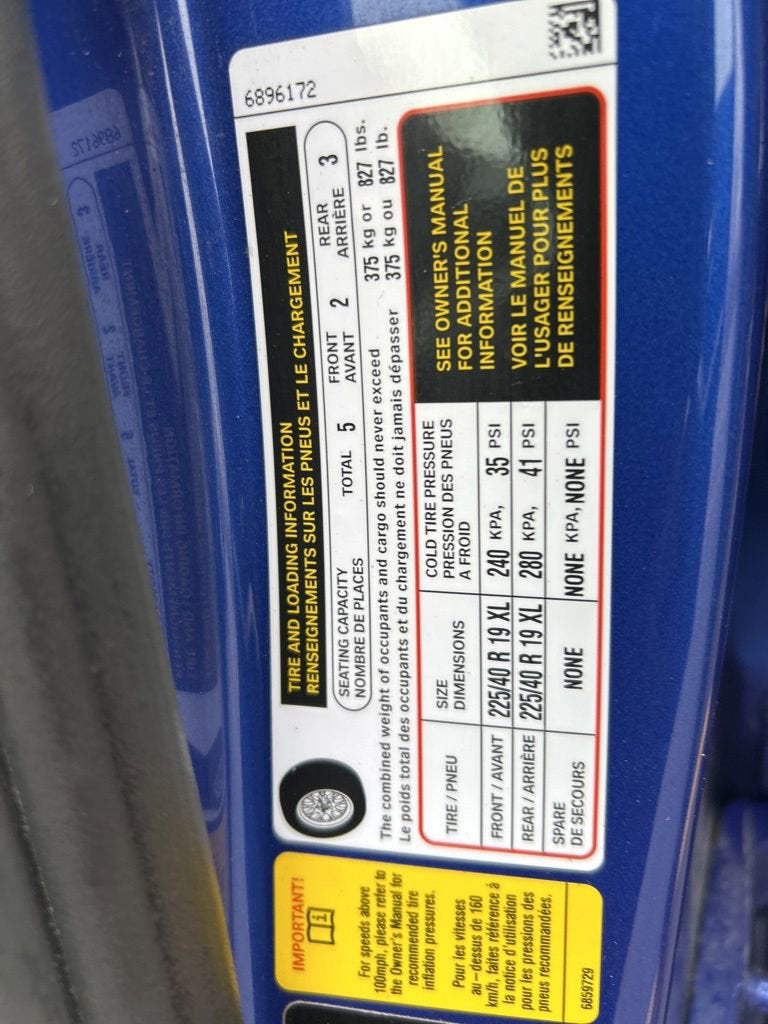 6896172
TIRE AND LOADING INFORMATION
RENSEIGNEMENTS SUR LES PNEUS ET LE CHARGEMENT
SEATING CAPACITY
NOMBRE DE PLACES
TOTAL 5
FRONT
AVANT 2
REAR
ARRIÈRE 3
The combined weight of occupants and cargo should never exceed 375 kg or 827 lbs.
Le poids total des occupants et du chargement ne doit jamais dépasser 375 kg ou 827 lb.
TIRE / PNEU
SIZE
DIMENSIONS
COLD TIRE PRESSURE
PRESSION DES PNEUS
A FROID
FRONT / AVANT 225/40 R 19 XL 240 KPA, 35 PSI
REAR / ARRIÈRE 225/40 R 19 XL 280 KPA, 41 PSI
SPARE
DE SECOURS NONE NONE KPA, NONE PSI
SEE OWNER'S MANUAL
FOR ADDITIONAL
INFORMATION
VOIR LE MANUEL DE
L'USAGER POUR PLUS
DE RENSEIGNEMENTS
IMPORTANT!
For speeds above
100mph, please refer to
the Owner's Manual for
recommended tire
inflation pressures.
Pour les vitesses
au-dessus de 160
km/h, faites référence à
la notice d'utilisation
pour les pressions des
pneus recommandées.
6859729